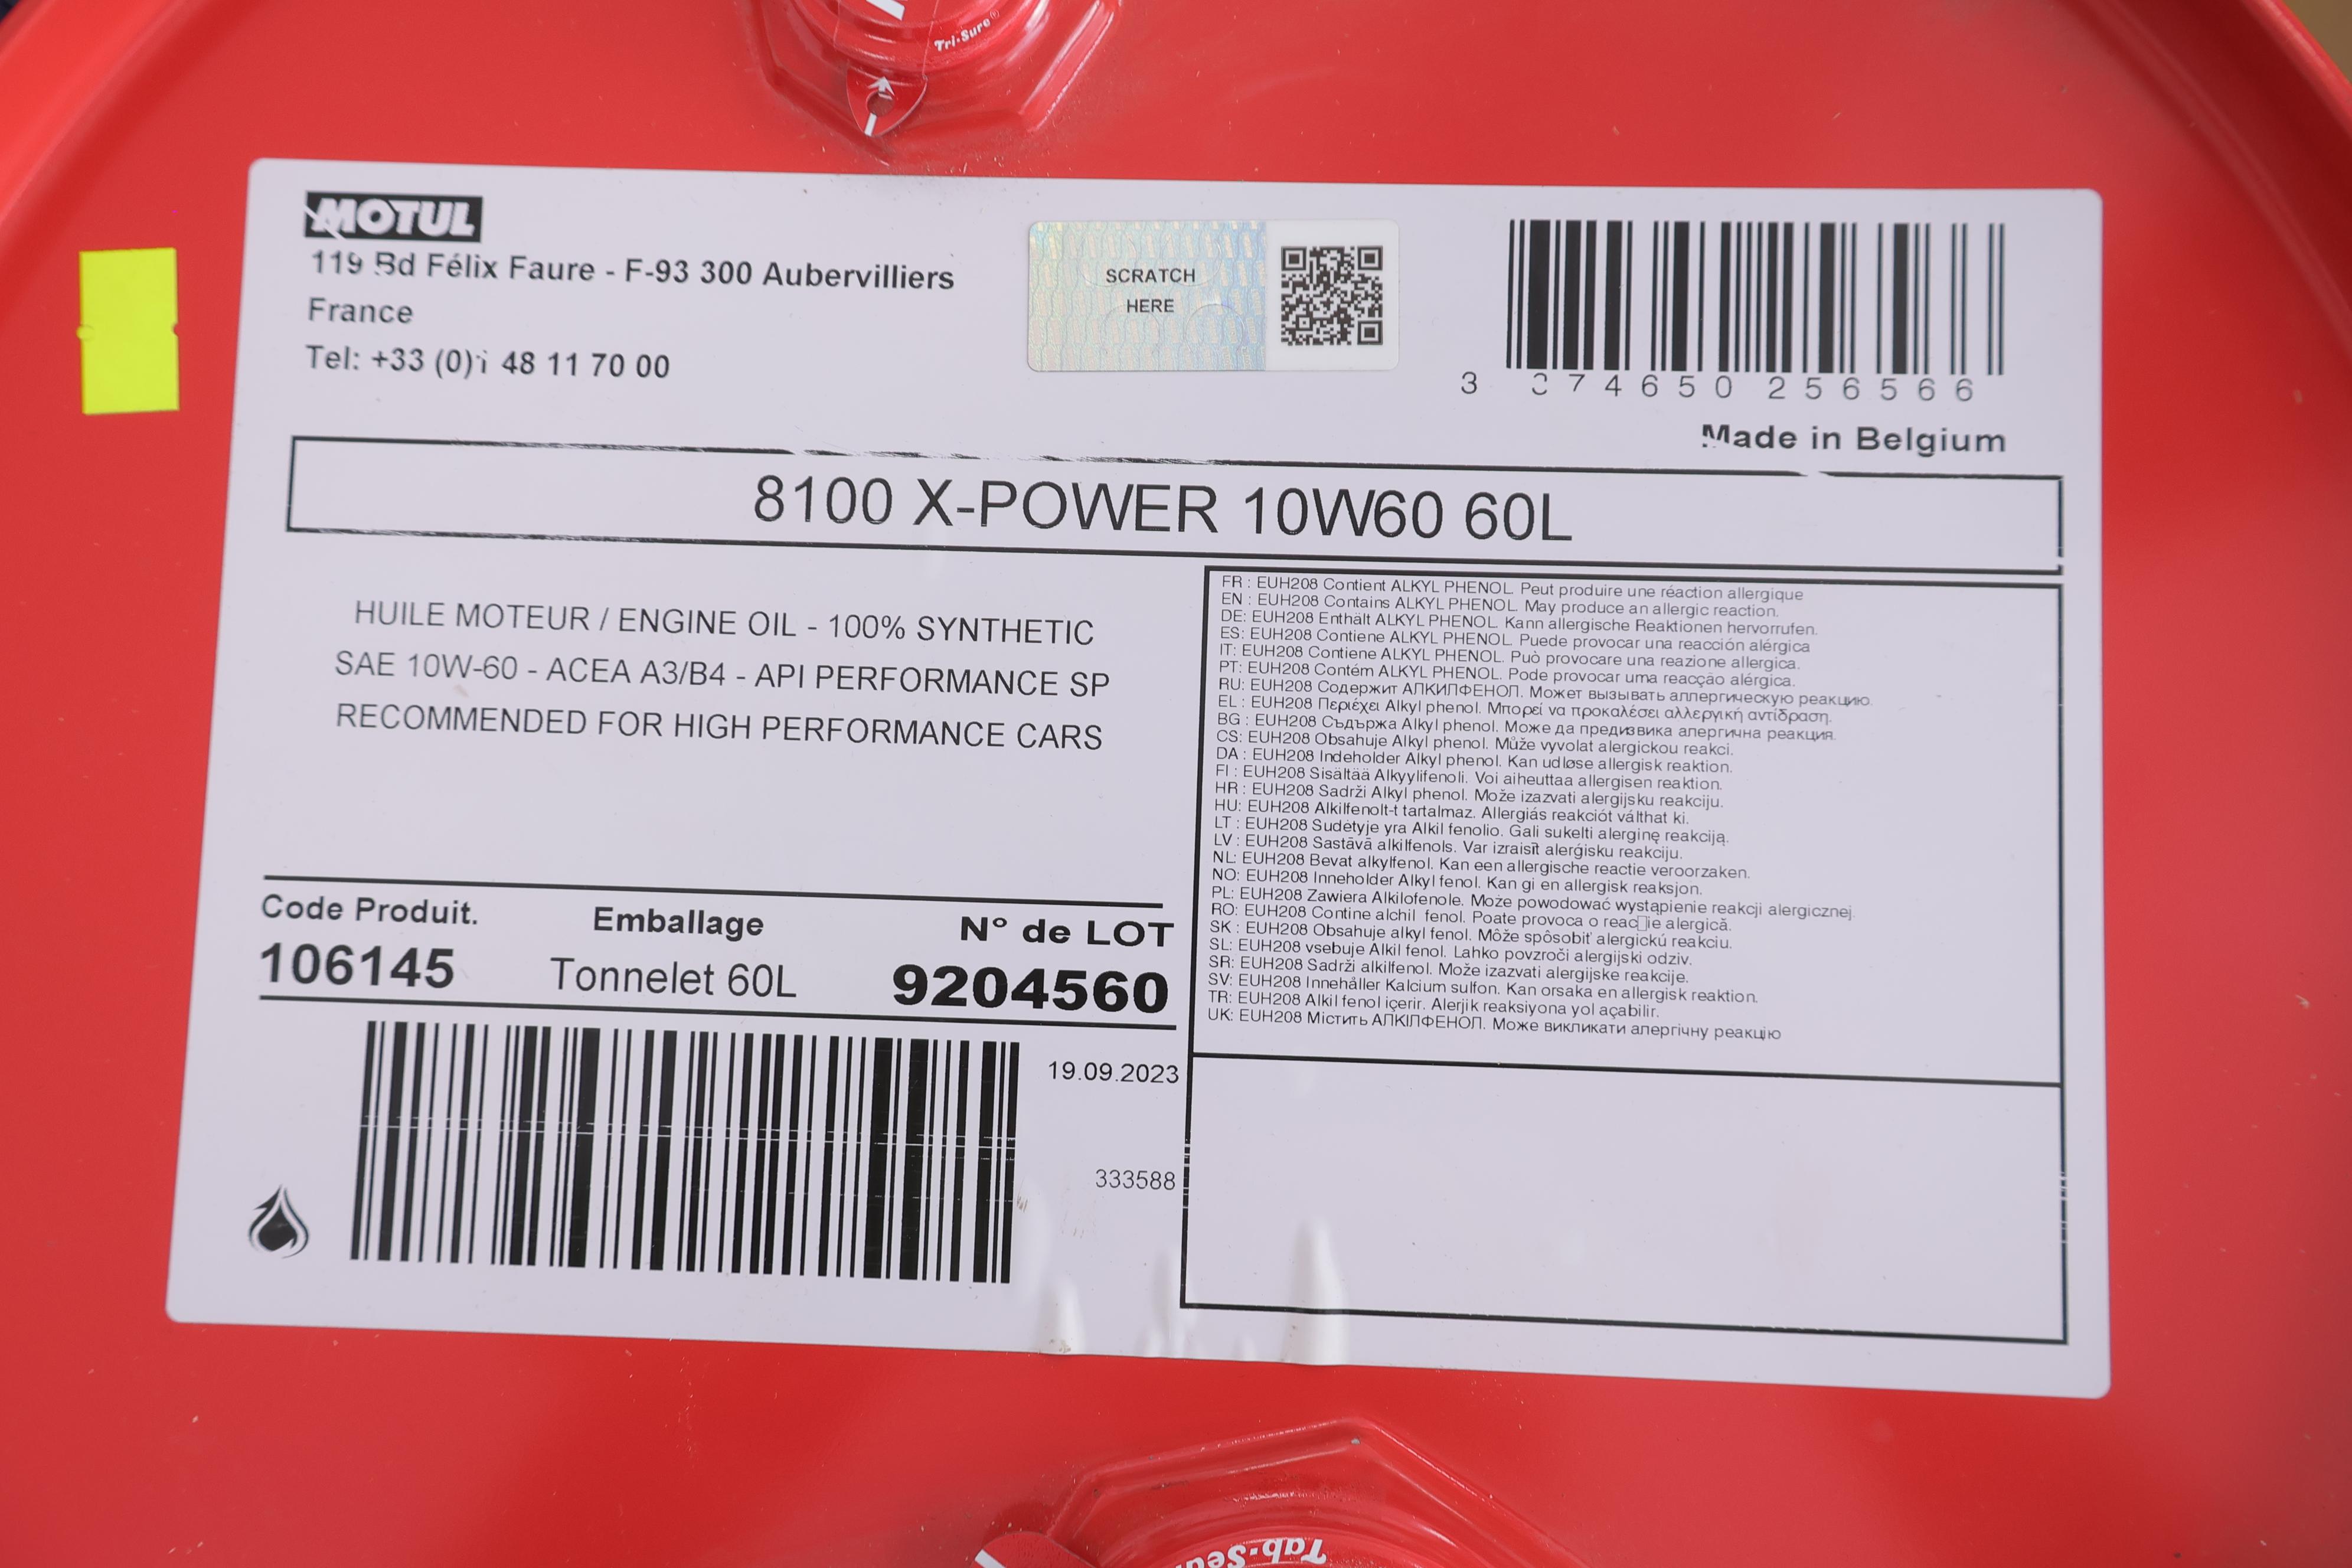 Tri-Sure®
MOTUL
119 Bd Félix Faure - F-93 300 Aubervilliers
France
Tel: +33 (0)1 48 11 70 00
SCRATCH
HERE
3 374650 256566
Made in Belgium
8100 X-POWER 10W60 60L
HUILE MOTEUR / ENGINE OIL - 100% SYNTHETIC
SAE 10W-60 - ACEA A3/B4 - API PERFORMANCE SP
RECOMMENDED FOR HIGH PERFORMANCE CARS
FR : EUH208 Contient ALKYL PHENOL. Peut produire une réaction allergique
EN : EUH208 Contains ALKYL PHENOL. May produce an allergic reaction.
DE: EUH208 Enthält ALKYL PHENOL. Kann allergische Reaktionen hervorrufen.
ES: EUH208 Contiene ALKYL PHENOL. Puede provocar una reacción alérgica
IT: EUH208 Contiene ALKYL PHENOL. Può provocare una reazione allergica.
PT: EUH208 Contém ALKYL PHENOL. Pode provocar uma reacção alérgica.
RU: EUH208 Содержит АЛКИЛФЕНОЛ. Может вызывать аллергическую реакцию.
EL : EUH208 Περιέχει Alkyl phenol. Μπορεί να προκαλέσει αλλεργική αντίδραση.
BG : EUH208 Съдържа Alkyl phenol. Може да предизвика алергична реакция.
CS: EUH208 Obsahuje Alkyl phenol. Může vyvolat alergickou reakci.
DA : EUH208 Indeholder Alkyl phenol. Kan udløse allergisk reaktion.
FI : EUH208 Sisältää Alkyylifenoli. Voi aiheuttaa allergisen reaktion.
HR : EUH208 Sadrži Alkyl phenol. Može izazvati alergijsku reakciju.
HU: EUH208 Alkilfenolt-t tartalmaz. Allergiás reakciót válthat ki.
LT : EUH208 Sudėtyje yra Alkil fenolio. Gali sukelti alerginę reakciją.
LV : EUH208 Sastāvā alkilfenols. Var izraisīt alerģisku reakciju.
NL: EUH208 Bevat alkylfenol. Kan een allergische reactie veroorzaken.
NO: EUH208 Inneholder Alkyl fenol. Kan gi en allergisk reaksjon.
PL: EUH208 Zawiera Alkilofenole. Może powodować wystąpienie reakcji alergicznej
RO: EUH208 Contine alchil fenol. Poate provoca o reac□ie alergică.
SK : EUH208 Obsahuje alkyl fenol. Môže spôsobiť alergickú reakciu.
SL: EUH208 vsebuje Alkil fenol. Lahko povzroči alergijski odziv.
SR: EUH208 Sadrži alkilfenol. Može izazvati alergijske reakcije.
SV: EUH208 Innehåller Kalcium sulfon. Kan orsaka en allergisk reaktion.
TR: EUH208 Alkil fenol içerir. Alerjik reaksiyona yol açabilir.
UK: EUH208 Містить АЛКІЛФЕНОЛ. Може викликати алергічну реакцію
Code Produit. Emballage N° de LOT
106145 Tonnelet 60L 9204560
19.09.2023
333588